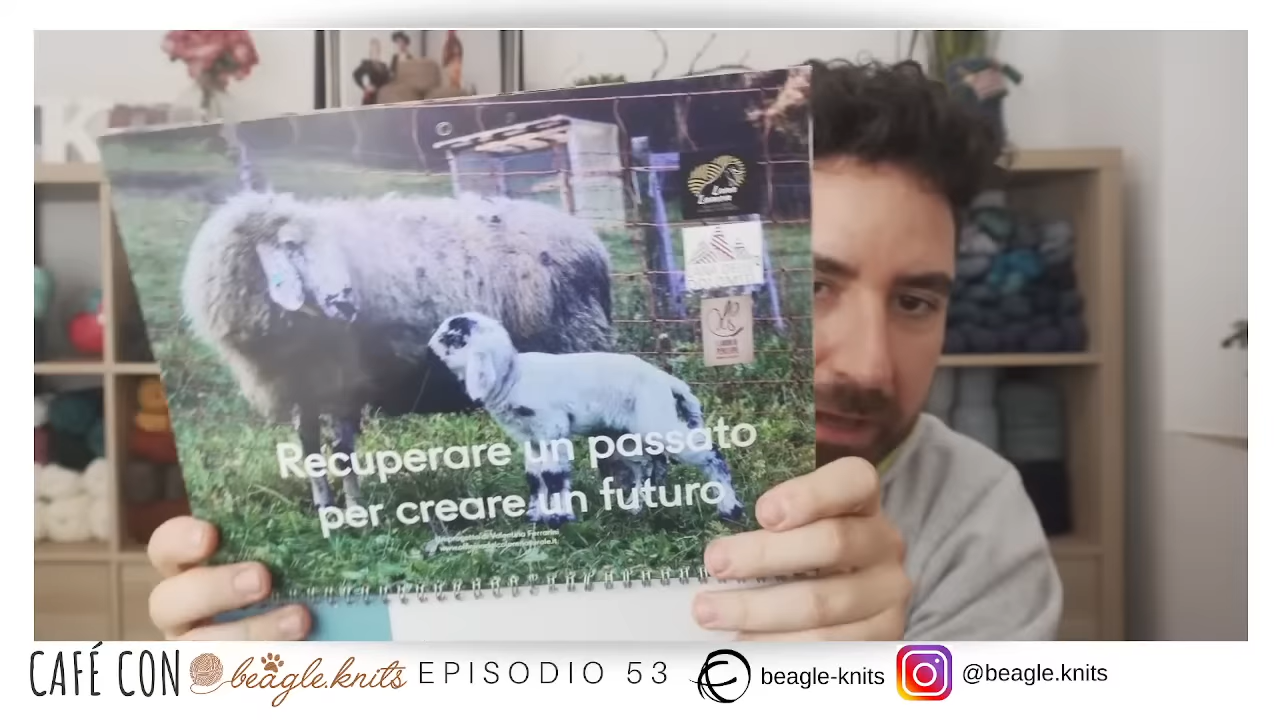 Recuperare un passato
per creare un futuro
CAFÉ CON beagle.knits EPISODIO 53 beagle-knits @beagle.knits